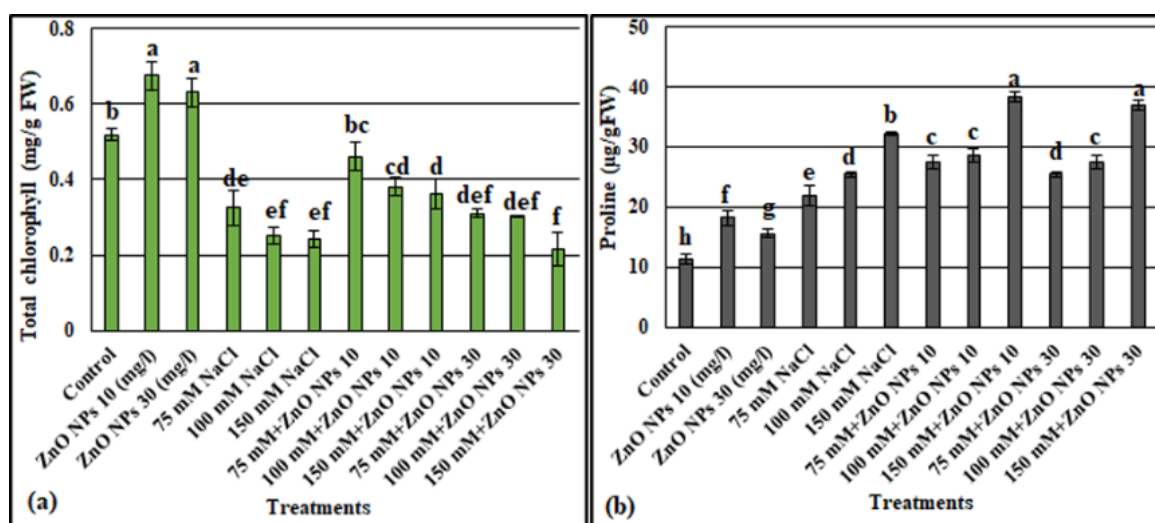 Total chlorophyll (mg/g FW)
0.8
0.6
0.4
0.2
0
b
a
a
de
ef
ef
bc
cd
d
def
def
f
Control
ZnO NPs 10 (mg/l)
ZnO NPs 30 (mg/l)
75 mM NaCl
100 mM NaCl
150 mM NaCl
75 mM+ZnO NPs 10
100 mM+ZnO NPs 10
150 mM+ZnO NPs 10
75 mM+ZnO NPs 30
100 mM+ZnO NPs 30
150 mM+ZnO NPs 30
(a)
Treatments
Proline (µg/gFW)
50
40
30
20
10
0
h
f
g
e
d
b
c
c
a
d
c
a
Control
ZnO NPs 10 (mg/l)
ZnO NPs 30 (mg/l)
75 mM NaCl
100 mM NaCl
150 mM NaCl
75 mM+ZnO NPs 10
100 mM+ZnO NPs 10
150 mM+ZnO NPs 10
75 mM+ZnO NPs 30
100 mM+ZnO NPs 30
150 mM+ZnO NPs 30
(b)
Treatments